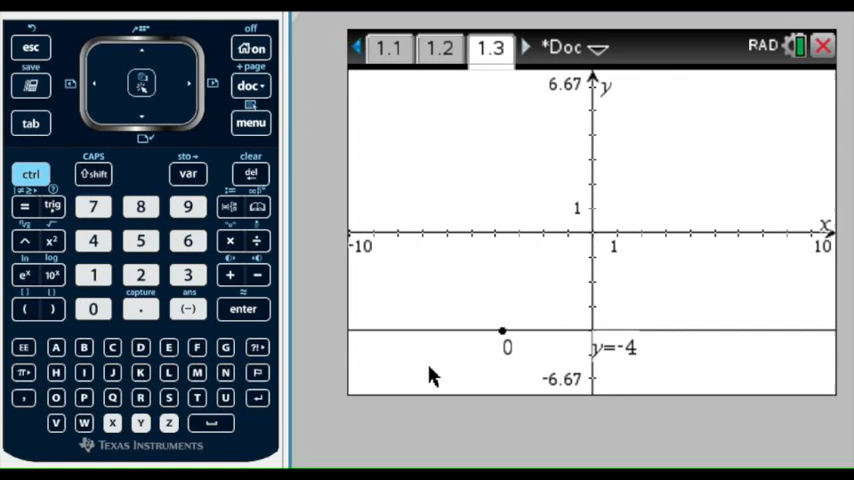 off
esc
on
save
+ page
doc
tab
menu
CAPS
sto→
clear
ctrl
shift
var
del
= trig 7 8 9
^ x² 4 5 6 × ÷
ln log
eˣ 10ˣ 1 2 3 + −
[ ] { } capture ans ≈
( ) 0 . (−) enter
EE A B C D E F G ?!▸
π▸ H I J K L M N
, O P Q R S T U
V W X Y Z
TEXAS INSTRUMENTS
1.1 1.2 1.3 *Doc RAD
6.67 y
1
x
-10 1 10
0 y=-4
-6.67